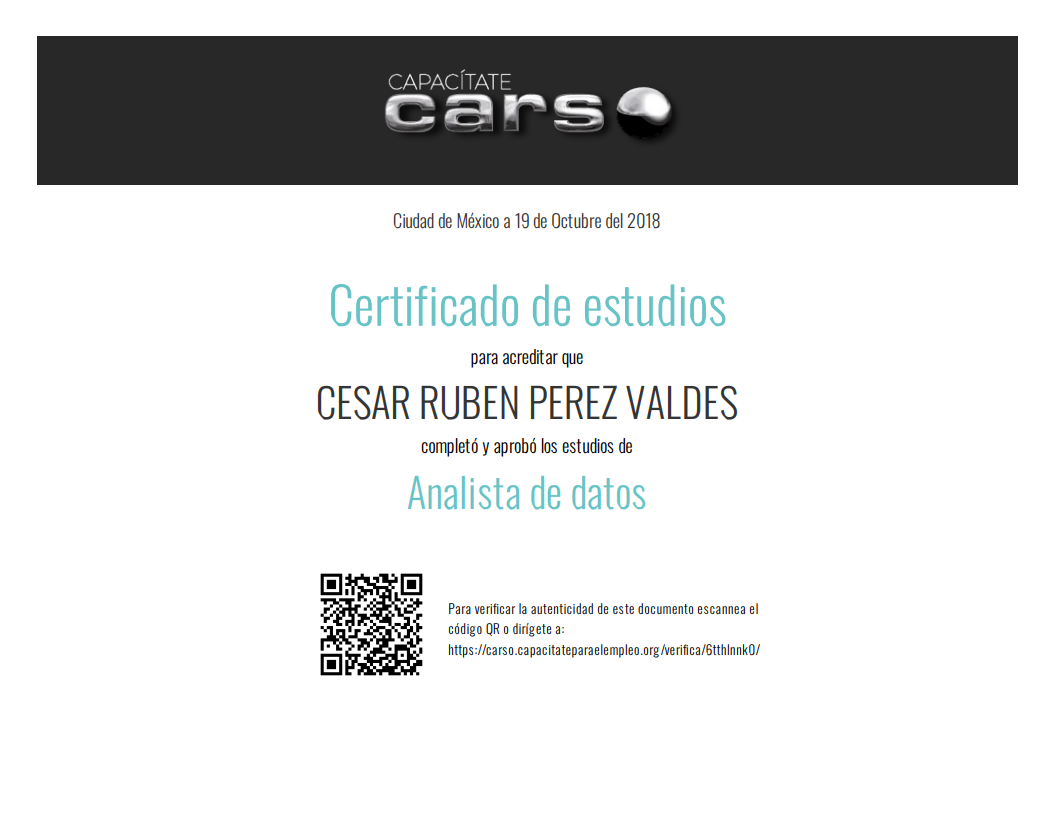 CAPACÍTATE
carso
Ciudad de México a 19 de Octubre del 2018
Certificado de estudios
para acreditar que
CESAR RUBEN PEREZ VALDES
completó y aprobó los estudios de
Analista de datos
Para verificar la autenticidad de este documento escannea el
código QR o dirígete a:
https://carso.capacitateparaelempleo.org/verifica/6tthlnnk0/